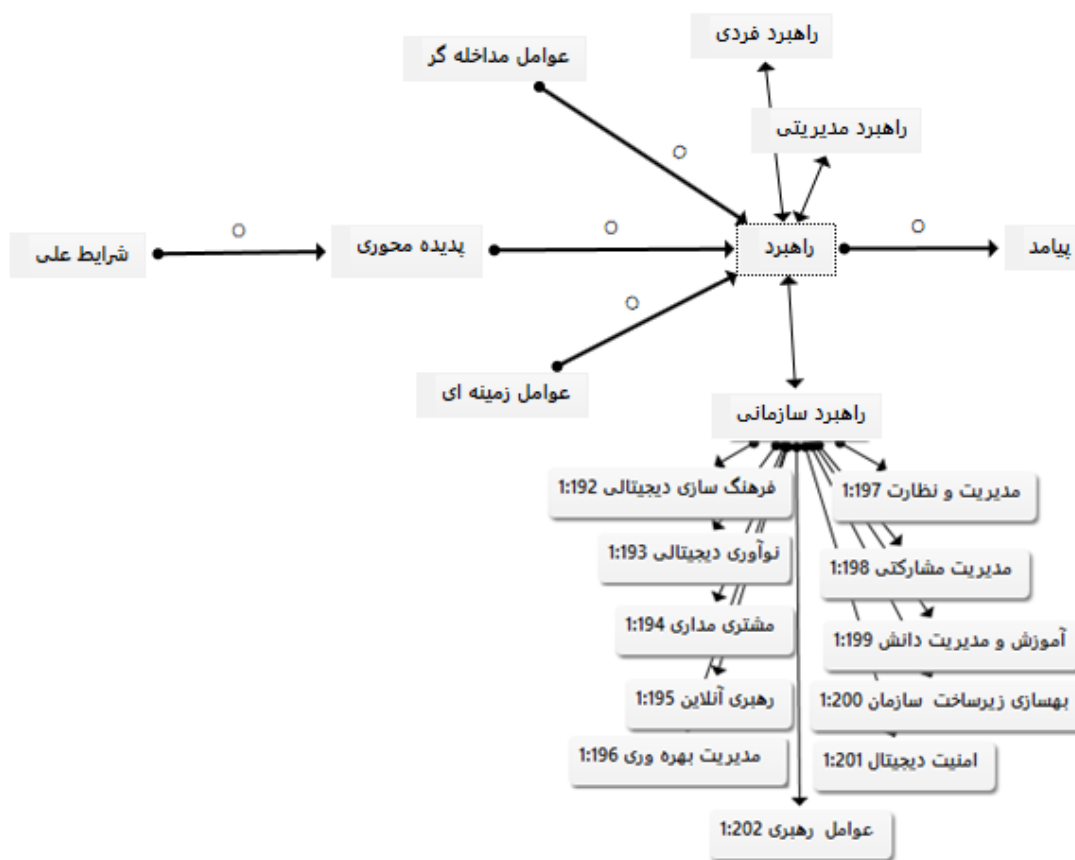 راهبرد فردی
عوامل مداخله گر
راهبرد مدیریتی
O
O
O
O
شرایط علی
پدیده محوری
راهبرد
پیامد
O
عوامل زمینه ای
راهبرد سازمانی
1:192 فرهنگ سازی دیجیتالی
1:197 مدیریت و نظارت
1:193 نوآوری دیجیتالی
1:198 مدیریت مشارکتی
1:194 مشتری مداری
1:199 آموزش و مدیریت دانش
1:195 رهبری آنلاین
1:200 بهسازی زیرساخت سازمان
1:196 مدیریت بهره وری
1:201 امنیت دیجیتال
1:202 عوامل رهبری